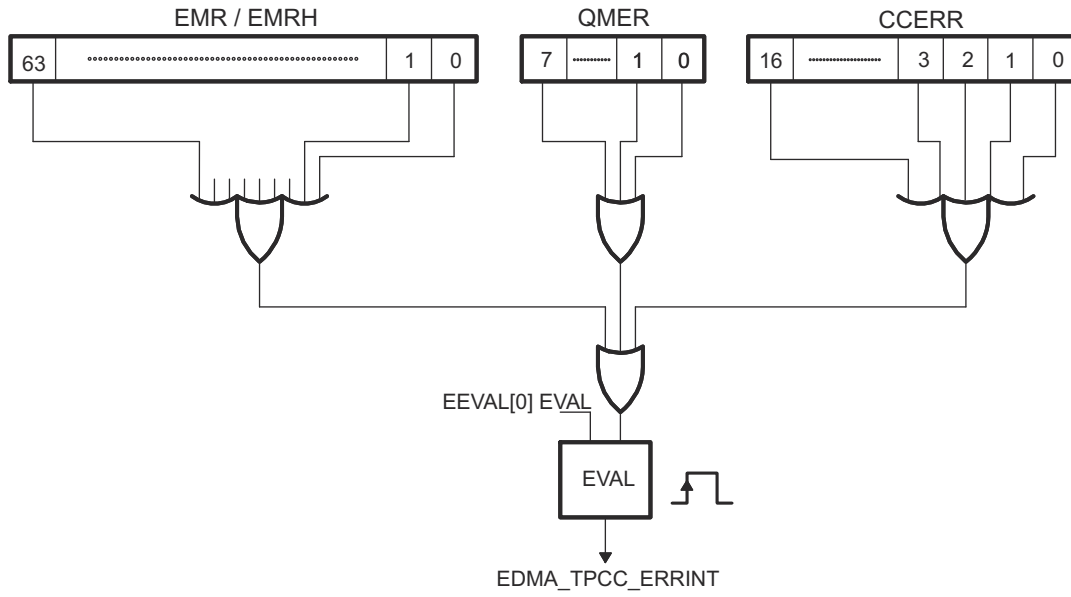 EMR / EMRH QMER CCERR
63 1 0 7 1 0 16 3 2 1 0
EEVAL[0] EVAL
EVAL
EDMA_TPCC_ERRINT